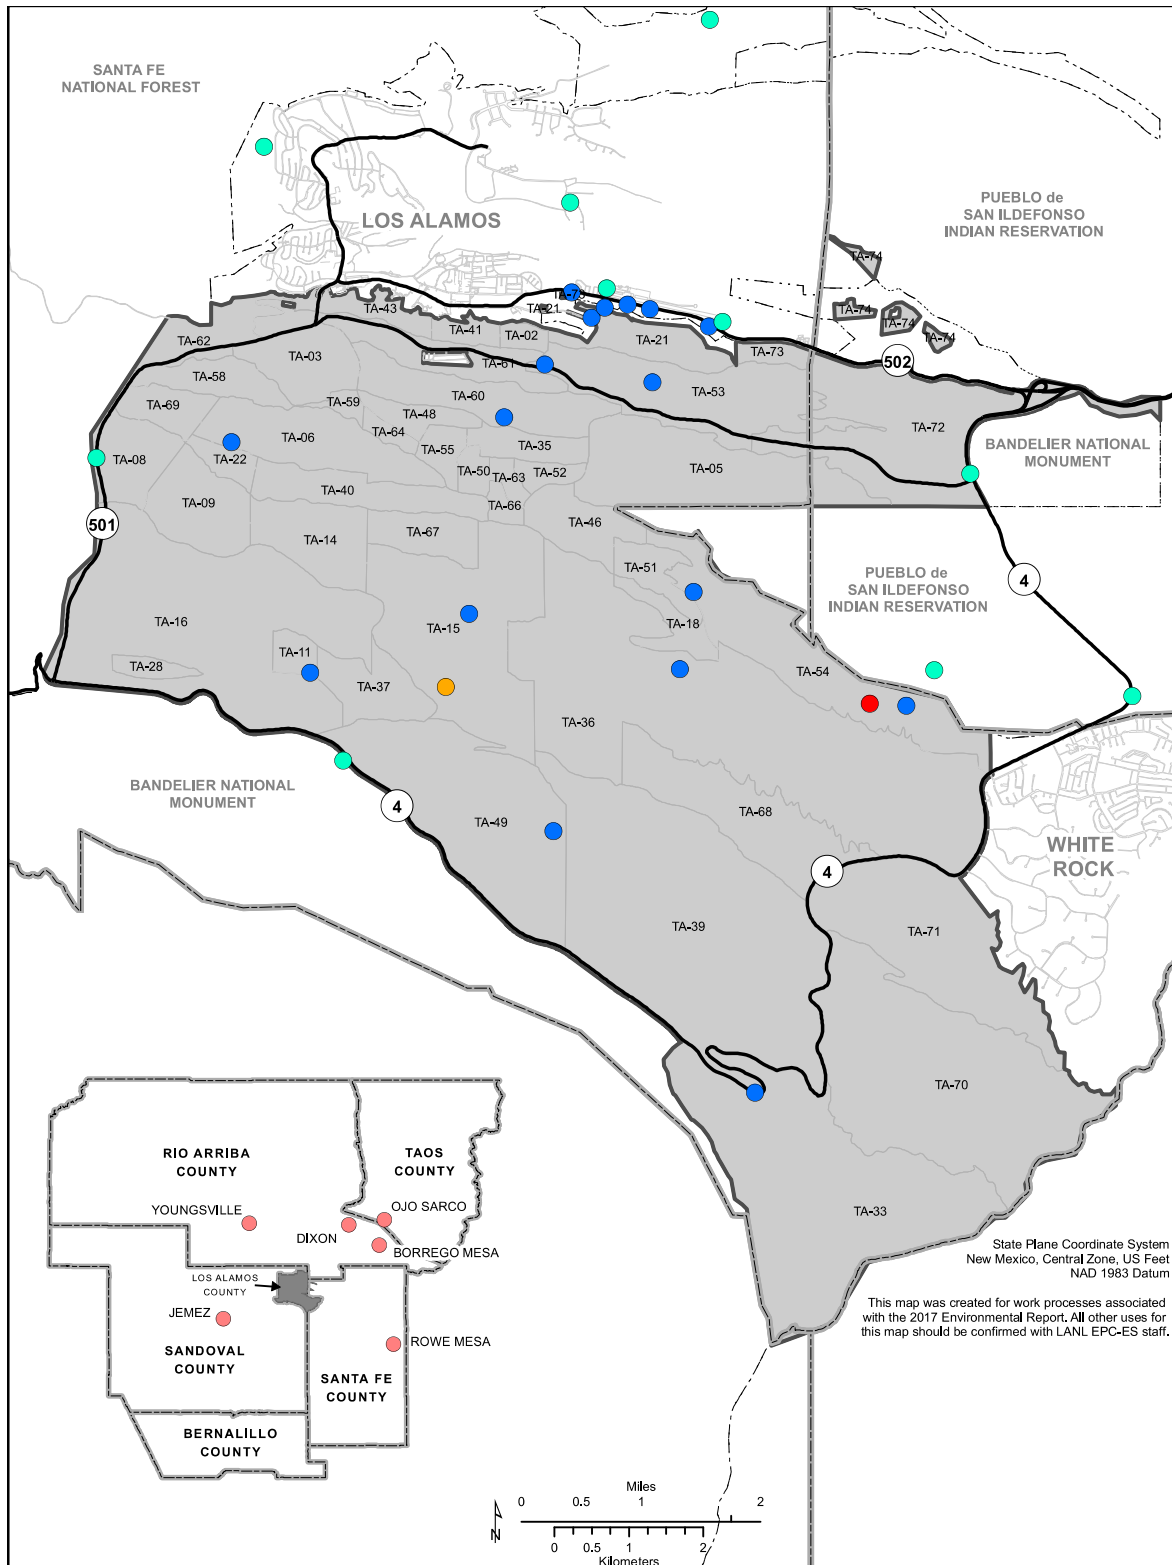 SANTA FE
NATIONAL FOREST
LOS ALAMOS
PUEBLO de
SAN ILDEFONSO
INDIAN RESERVATION
TA-74
TA-74
TA-74
TA-74
TA-43
TA-21
TA-41
TA-02
TA-21
TA-73
TA-62
TA-03
TA-61
502
TA-58
TA-59
TA-60
TA-53
TA-69
TA-48
TA-72
TA-64
TA-06
TA-55
TA-35
BANDELIER NATIONAL
MONUMENT
TA-08
TA-22
TA-50
TA-63
TA-52
TA-05
TA-09
TA-40
TA-66
501
TA-67
TA-46
TA-14
TA-51
PUEBLO de
SAN ILDEFONSO
INDIAN RESERVATION
4
TA-16
TA-15
TA-18
TA-11
TA-28
TA-37
TA-54
TA-36
BANDELIER NATIONAL
MONUMENT
4
TA-49
TA-68
WHITE
ROCK
4
TA-39
TA-71
TA-70
TA-33
RIO ARRIBA
COUNTY
TAOS
COUNTY
YOUNGSVILLE
OJO SARCO
DIXON
BORREGO MESA
LOS ALAMOS
COUNTY
JEMEZ
ROWE MESA
SANDOVAL
COUNTY
SANTA FE
COUNTY
BERNALILLO
COUNTY
State Plane Coordinate System
New Mexico, Central Zone, US Feet
NAD 1983 Datum
This map was created for work processes associated
with the 2017 Environmental Report. All other uses for
this map should be confirmed with LANL EPC-ES staff.
Miles
0 0.5 1 2
N
0 0.5 1 2
Kilometers